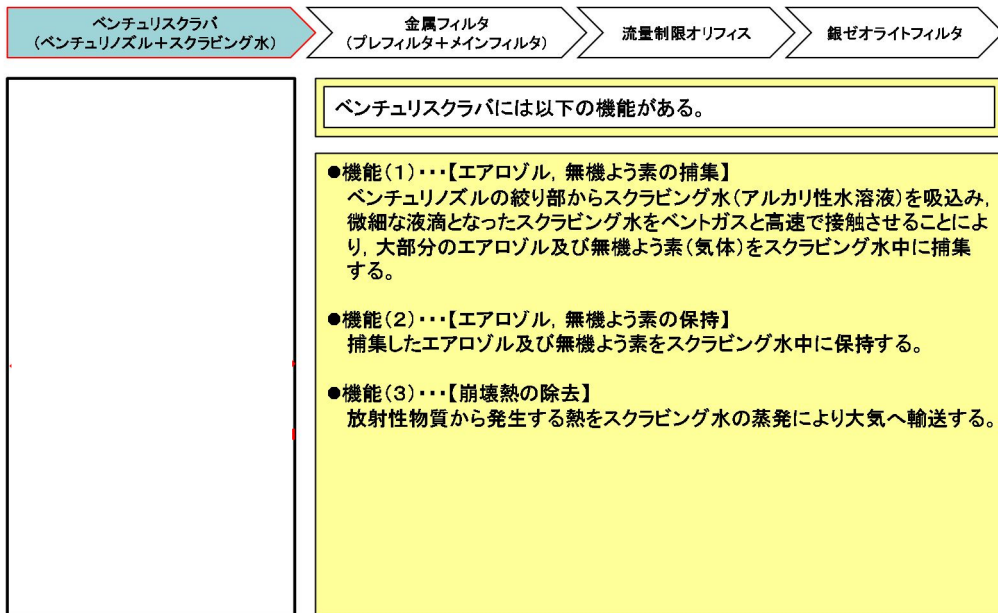 ベンチュリスクラバ
(ベンチュリノズル+スクラビング水)
金属フィルタ
(プレフィルタ+メインフィルタ)
流量制限オリフィス
銀ゼオライトフィルタ
ベンチュリスクラバには以下の機能がある。
●機能(1)・・・【エアロゾル,無機よう素の捕集】
ベンチュリノズルの絞り部からスクラビング水(アルカリ性水溶液)を吸込み,
微細な液滴となったスクラビング水をベントガスと高速で接触させることによ
り,大部分のエアロゾル及び無機よう素(気体)をスクラビング水中に捕集
する。
●機能(2)・・・【エアロゾル,無機よう素の保持】
捕集したエアロゾル及び無機よう素をスクラビング水中に保持する。
●機能(3)・・・【崩壊熱の除去】
放射性物質から発生する熱をスクラビング水の蒸発により大気へ輸送する。